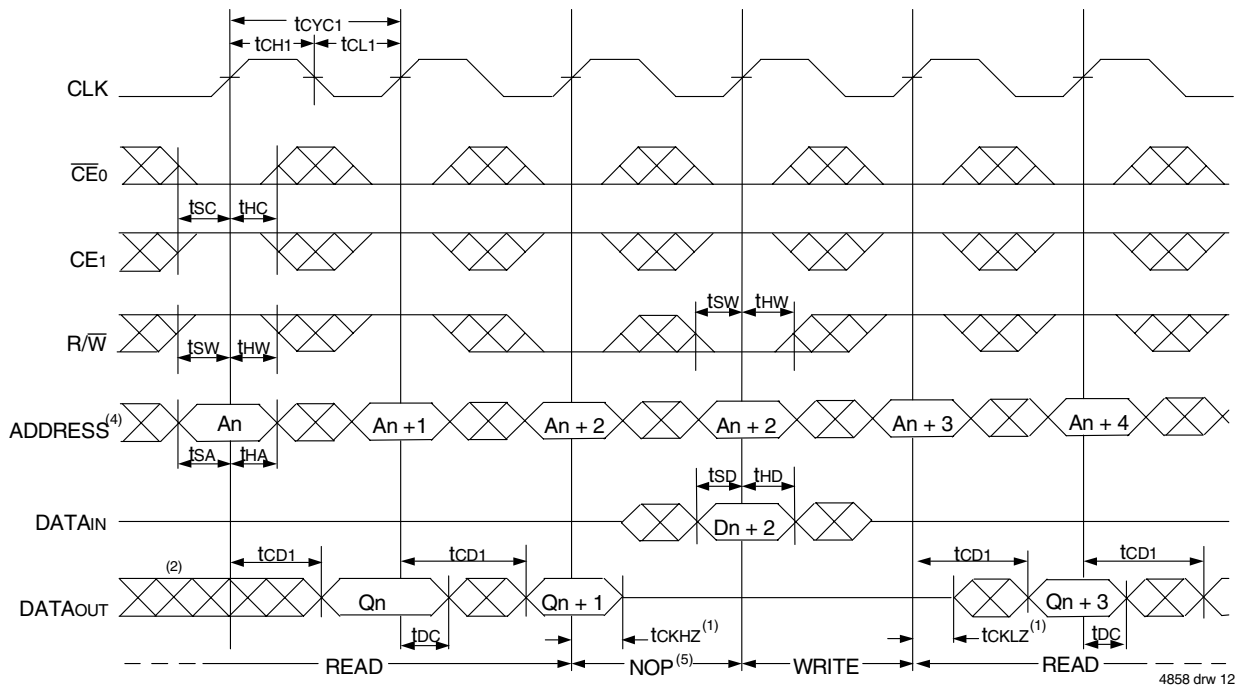 tCYC1
tCH1 tCL1
CLK
CE0
tSC tHC
CE1
tSW tHW
R/W
tSW tHW
ADDRESS(4) An An +1 An + 2 An + 2 An + 3 An + 4
tSA tHA
tSD tHD
DATAIN Dn + 2
(2) tCD1 tCD1 tCD1 tCD1
DATAOUT Qn Qn + 1 Qn + 3
tDC tCKHZ(1) tCKLZ(1) tDC
READ NOP(5) WRITE READ
4858 drw 12